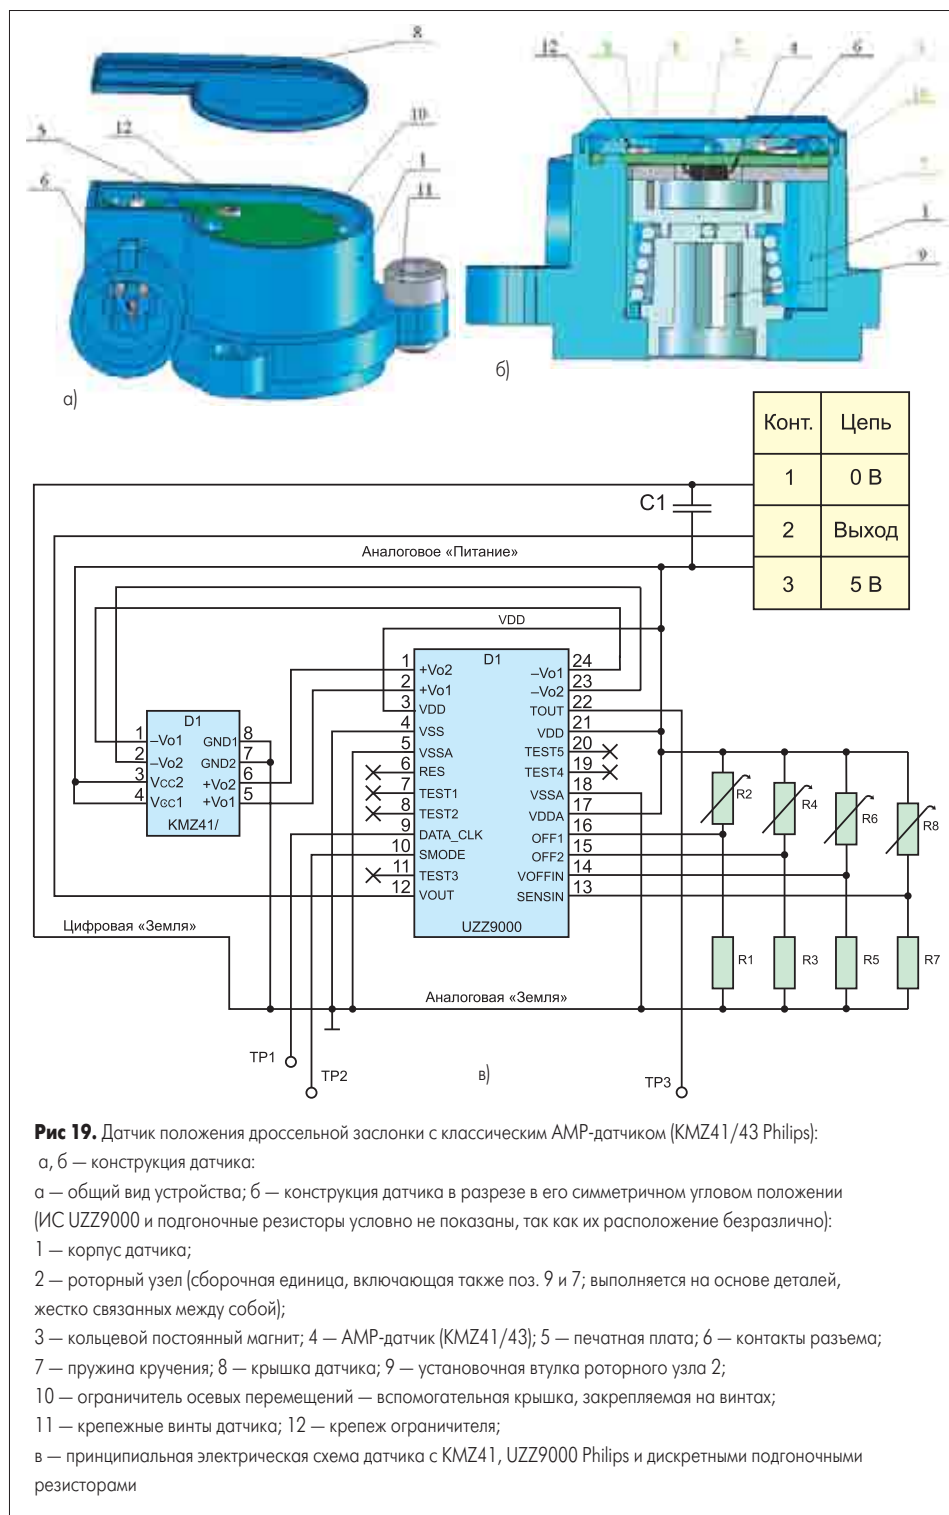 8
5
12
10
1
11
6
а)
12
4
6
1
9
б)
Конт. Цепь
1 0 В
2 Выход
3 5 В
C1
Аналоговое «Питание»
VDD
D1
1 +Vo2
2 +Vo1
3 VDD
4 VSS
5 VSSA
6 RES
7 TEST1
8 TEST2
9 DATA_CLK
10 SMODE
11 TEST3
12 VOUT
24 –Vo1
23 –Vo2
22 TOUT
21 VDD
20 TEST5
19 TEST4
18 VSSA
17 VDDA
16 OFF1
15 OFF2
14 VOFFIN
13 SENSIN
UZZ9000
D1
1 –Vo1 GND1 8
2 –Vo2 GND2 7
3 Vcc2 +Vo2 6
4 Vcc1 +Vo1 5
KMZ41/
R2
R4
R6
R8
R1
R3
R5
R7
Цифровая «Земля»
Аналоговая «Земля»
TP1
TP2
TP3
в)
Рис 19. Датчик положения дроссельной заслонки с классическим АМР-датчиком (KMZ41/43 Philips):
а, б — конструкция датчика:
а — общий вид устройства; б — конструкция датчика в разрезе в его симметричном угловом положении
(ИС UZZ9000 и подгоночные резисторы условно не показаны, так как их расположение безразлично):
1 — корпус датчика;
2 — роторный узел (сборочная единица, включающая также поз. 9 и 7; выполняется на основе деталей,
жестко связанных между собой);
3 — кольцевой постоянный магнит; 4 — АМР-датчик (KMZ41/43); 5 — печатная плата; 6 — контакты разъема;
7 — пружина кручения; 8 — крышка датчика; 9 — установочная втулка роторного узла 2;
10 — ограничитель осевых перемещений — вспомогательная крышка, закрепляемая на винтах;
11 — крепежные винты датчика; 12 — крепеж ограничителя;
в — принципиальная электрическая схема датчика с KMZ41, UZZ9000 Philips и дискретными подгоночными
резисторами